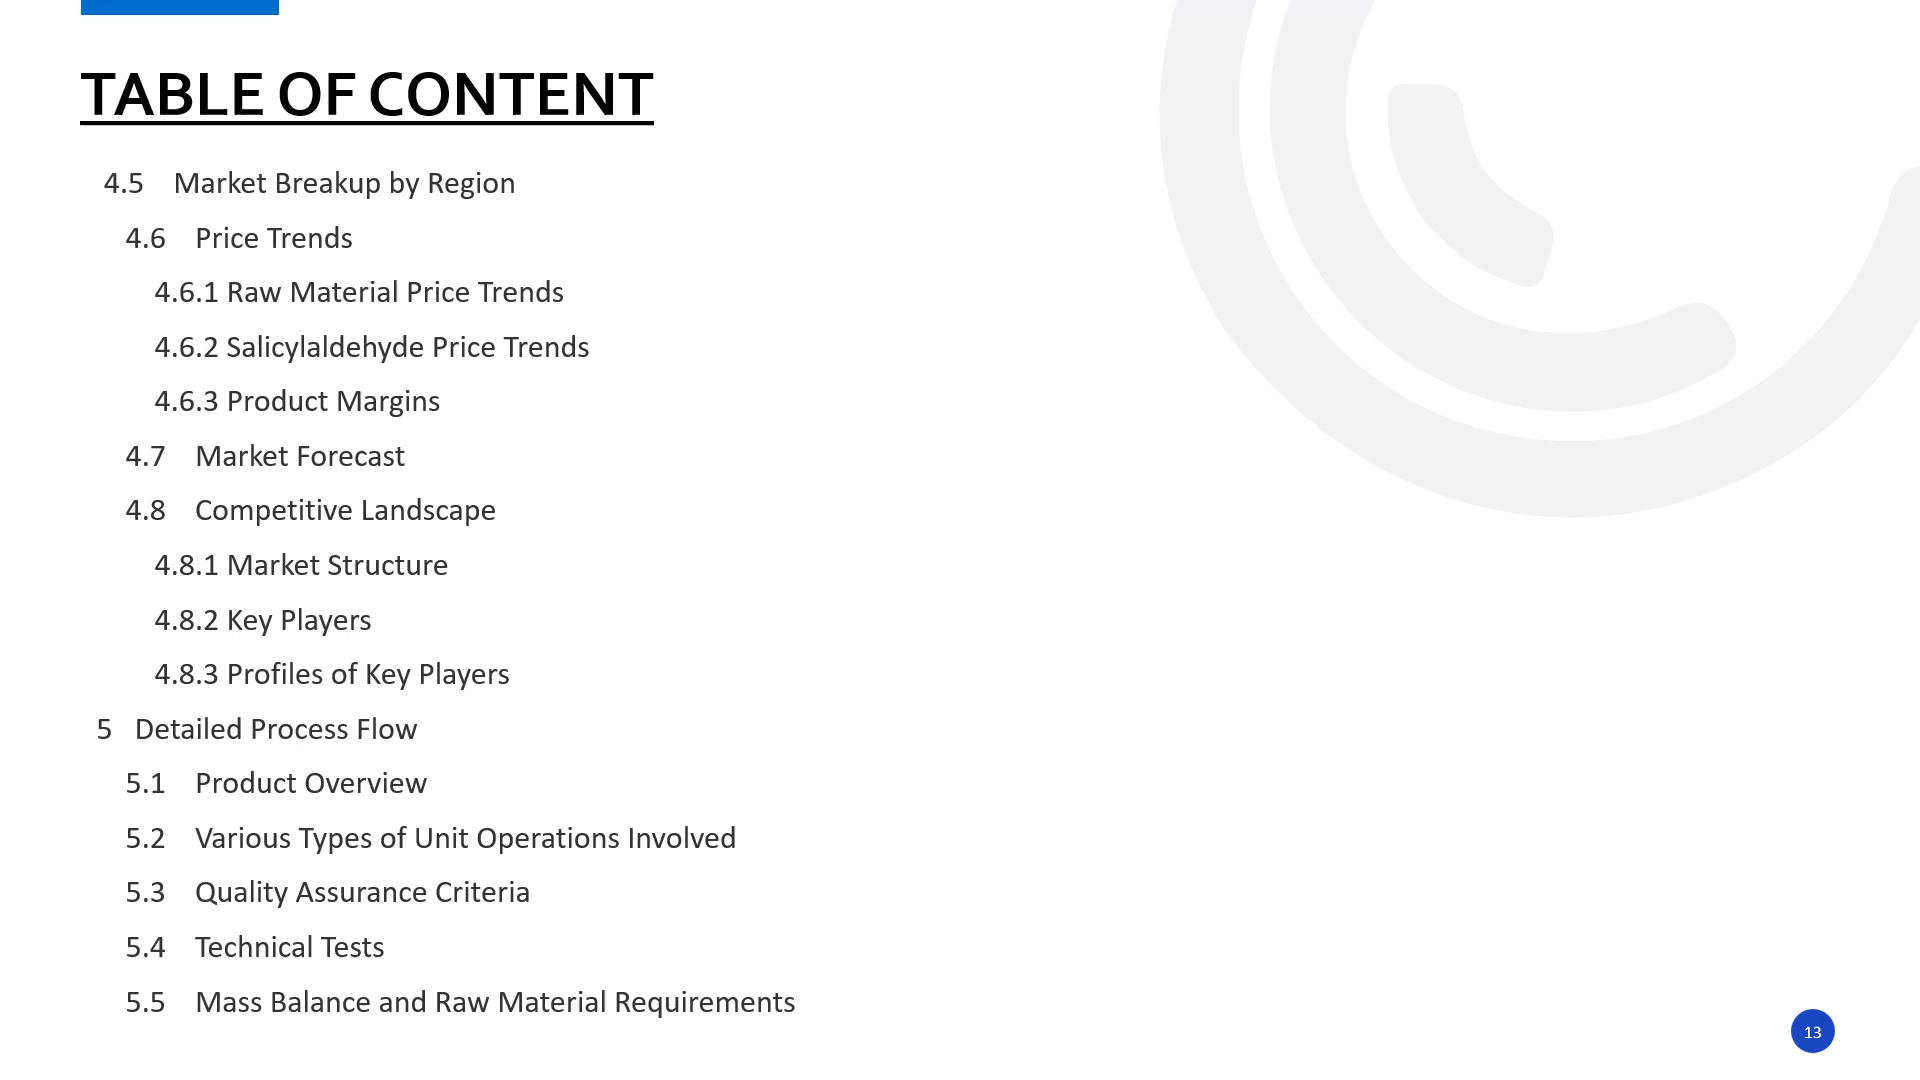 TABLE OF CONTENT
4.5 Market Breakup by Region
4.6 Price Trends
4.6.1 Raw Material Price Trends
4.6.2 Salicylaldehyde Price Trends
4.6.3 Product Margins
4.7 Market Forecast
4.8 Competitive Landscape
4.8.1 Market Structure
4.8.2 Key Players
4.8.3 Profiles of Key Players
5 Detailed Process Flow
5.1 Product Overview
5.2 Various Types of Unit Operations Involved
5.3 Quality Assurance Criteria
5.4 Technical Tests
5.5 Mass Balance and Raw Material Requirements
13